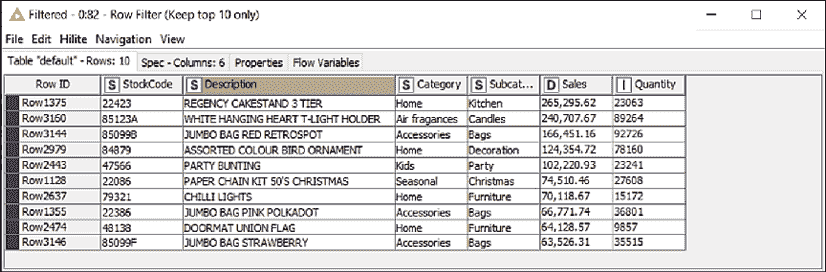 Filtered - 0:82 - Row Filter (Keep top 10 only)
File Edit Hilite Navigation View
Table "default" - Rows: 10 Spec - Columns: 6 Properties Flow Variables
Row ID S StockCode S Description S Category S Subcat... D Sales I Quantity
Row1375 22423 REGENCY CAKESTAND 3 TIER Home Kitchen 265,295.62 23063
Row3160 85123A WHITE HANGING HEART T-LIGHT HOLDER Air fragances Candles 240,707.67 89264
Row3144 85099B JUMBO BAG RED RETROSPOT Accessories Bags 166,451.16 92726
Row2979 84879 ASSORTED COLOUR BIRD ORNAMENT Home Decoration 124,354.72 78160
Row2443 47566 PARTY BUNTING Kids Party 102,220.93 23241
Row1128 22086 PAPER CHAIN KIT 50'S CHRISTMAS Seasonal Christmas 74,510.46 27608
Row2637 79321 CHILLI LIGHTS Home Furniture 70,118.67 15172
Row1355 22386 JUMBO BAG PINK POLKADOT Accessories Bags 66,771.74 36801
Row2474 48138 DOORMAT UNION FLAG Home Furniture 64,128.57 9857
Row3146 85099F JUMBO BAG STRAWBERRY Accessories Bags 63,526.31 35515